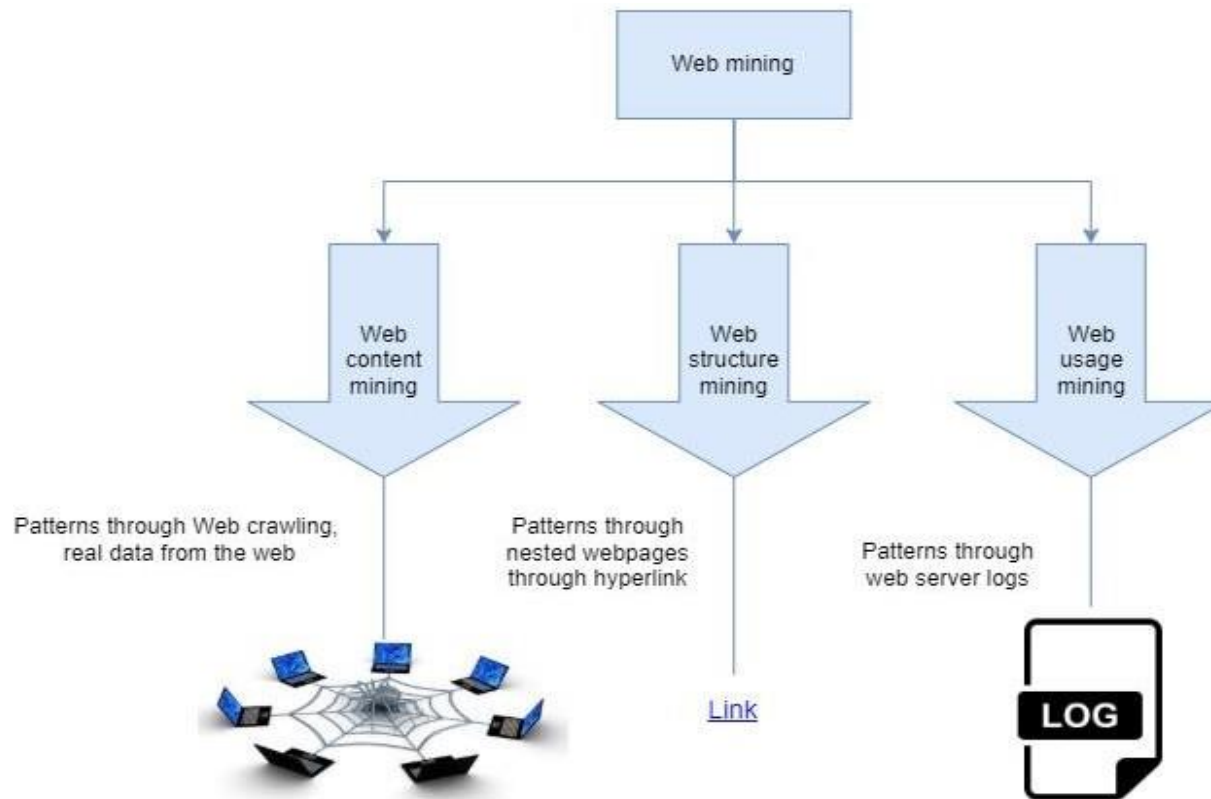 Web mining
Web
content
mining
Web
structure
mining
Web
usage
mining
Patterns through Web crawling,
real data from the web
Patterns through
nested webpages
through hyperlink
Patterns through
web server logs
Link
LOG